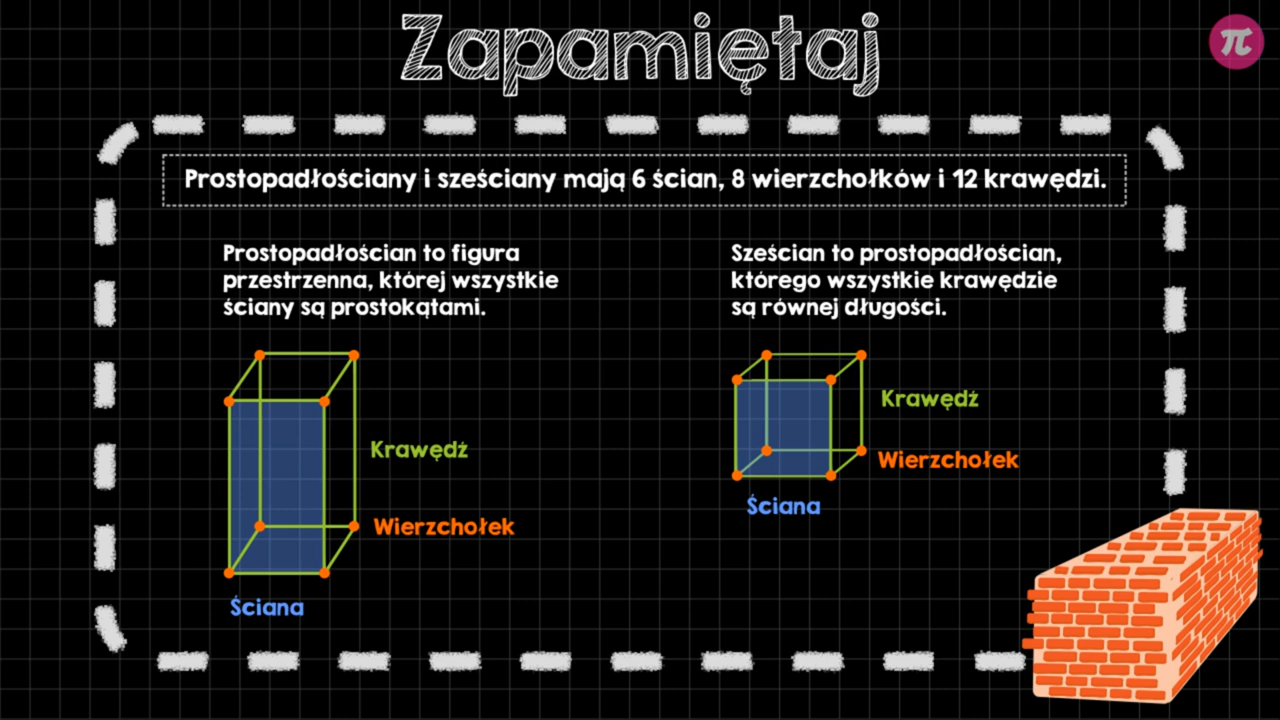 Zapamiętaj
π
Prostopadłościany i sześciany mają 6 ścian, 8 wierzchołków i 12 krawędzi.
Prostopadłościan to figura
przestrzenna, której wszystkie
ściany są prostokątami.
Krawędź
Wierzchołek
Ściana
Sześcian to prostopadłościan,
którego wszystkie krawędzie
są równej długości.
Krawędź
Wierzchołek
Ściana